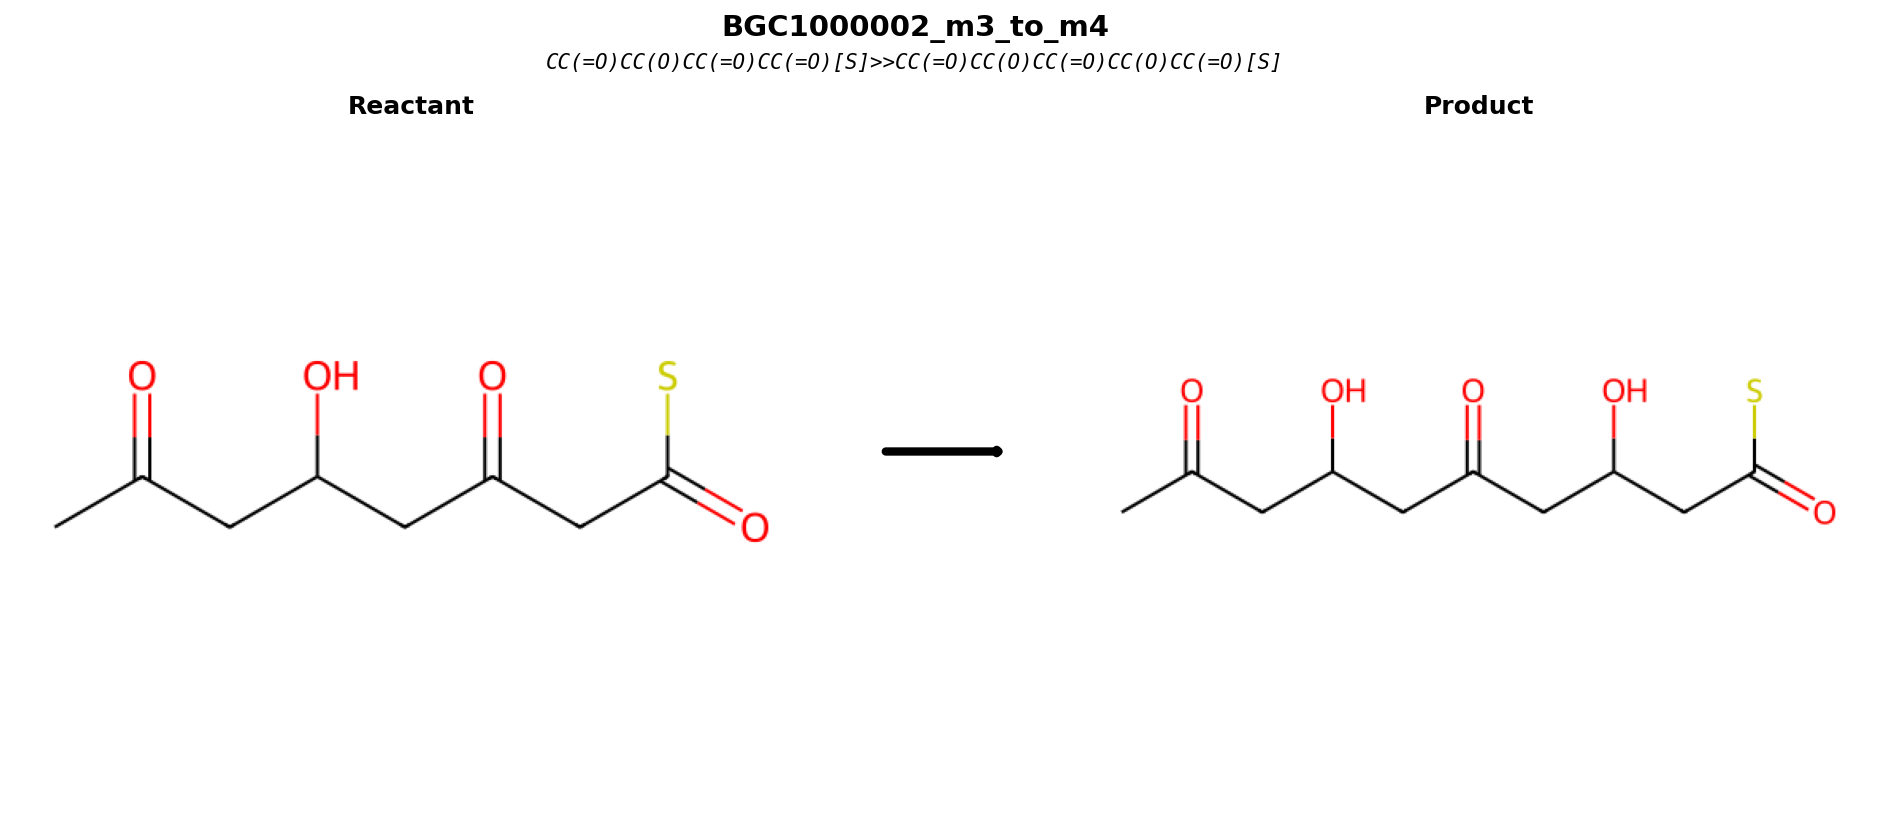 BGC1000002_m3_to_m4
CC(=O)CC(O)CC(=O)CC(=O)[S]>>CC(=O)CC(O)CC(=O)CC(O)CC(=O)[S]
Reactant Product
O OH O S O
O OH O OH S O